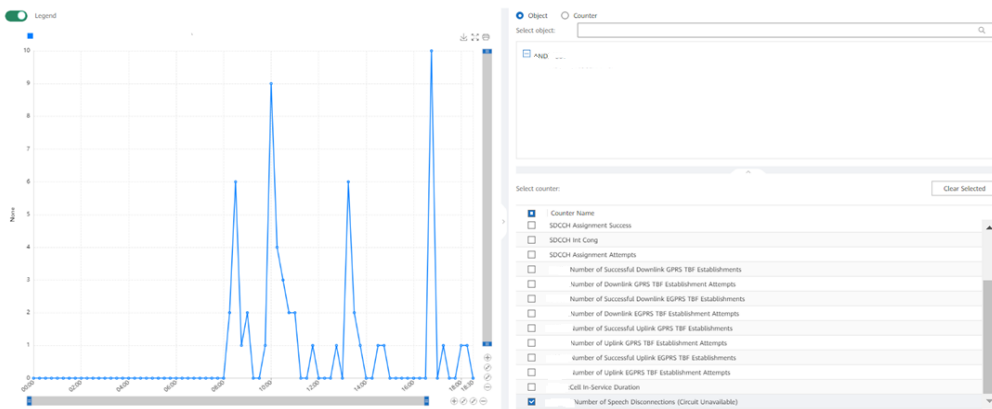 Legend
10
9
8
7
6
5
4
3
2
1
0
None
00:00
02:00
04:00
06:00
08:00
10:00
12:00
14:00
16:00
18:00
18:30
Object Counter
Select object:
Select counter:
Clear Selected
Counter Name
SDCCH Assignment Success
SDCCH Int Cong
SDCCH Assignment Attempts
Number of Successful Downlink GPRS TBF Establishments
Number of Downlink GPRS TBF Establishment Attempts
Number of Successful Downlink EGPRS TBF Establishments
Number of Downlink EGPRS TBF Establishment Attempts
Number of Successful Uplink GPRS TBF Establishments
Number of Uplink GPRS TBF Establishment Attempts
Number of Successful Uplink EGPRS TBF Establishments
Number of Uplink EGPRS TBF Establishment Attempts
Cell In-Service Duration
Number of Speech Disconnections (Circuit Unavailable)